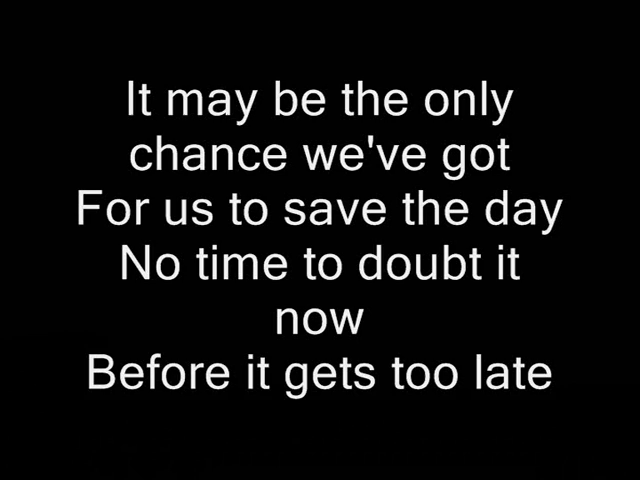 It may be the only
chance we've got
For us to save the day
No time to doubt it
now
Before it gets too late